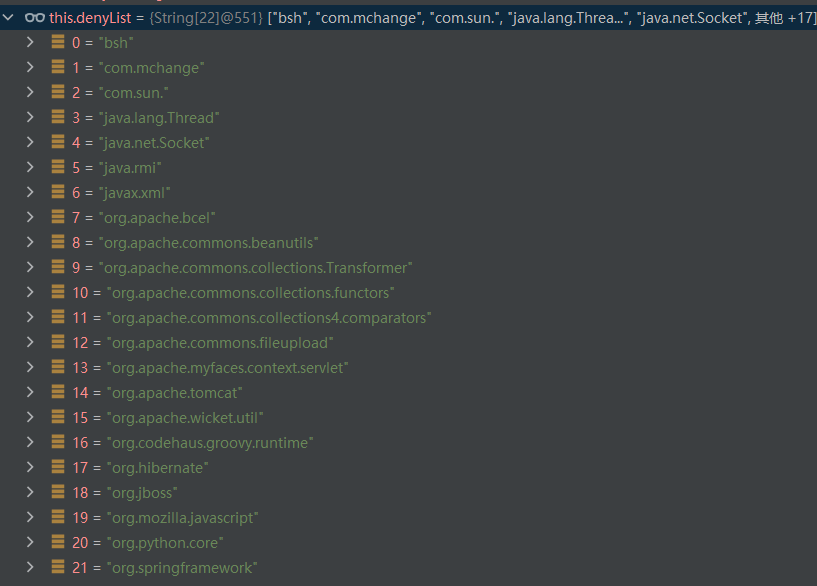 this.denyList = {String[22]@551} ["bsh", "com.mchange", "com.sun.", "java.lang.Threa...", "java.net.Socket", 其他 +17]
0 = "bsh"
1 = "com.mchange"
2 = "com.sun."
3 = "java.lang.Thread"
4 = "java.net.Socket"
5 = "java.rmi"
6 = "javax.xml"
7 = "org.apache.bcel"
8 = "org.apache.commons.beanutils"
9 = "org.apache.commons.collections.Transformer"
10 = "org.apache.commons.collections.functors"
11 = "org.apache.commons.collections4.comparators"
12 = "org.apache.commons.fileupload"
13 = "org.apache.myfaces.context.servlet"
14 = "org.apache.tomcat"
15 = "org.apache.wicket.util"
16 = "org.codehaus.groovy.runtime"
17 = "org.hibernate"
18 = "org.jboss"
19 = "org.mozilla.javascript"
20 = "org.python.core"
21 = "org.springframework"